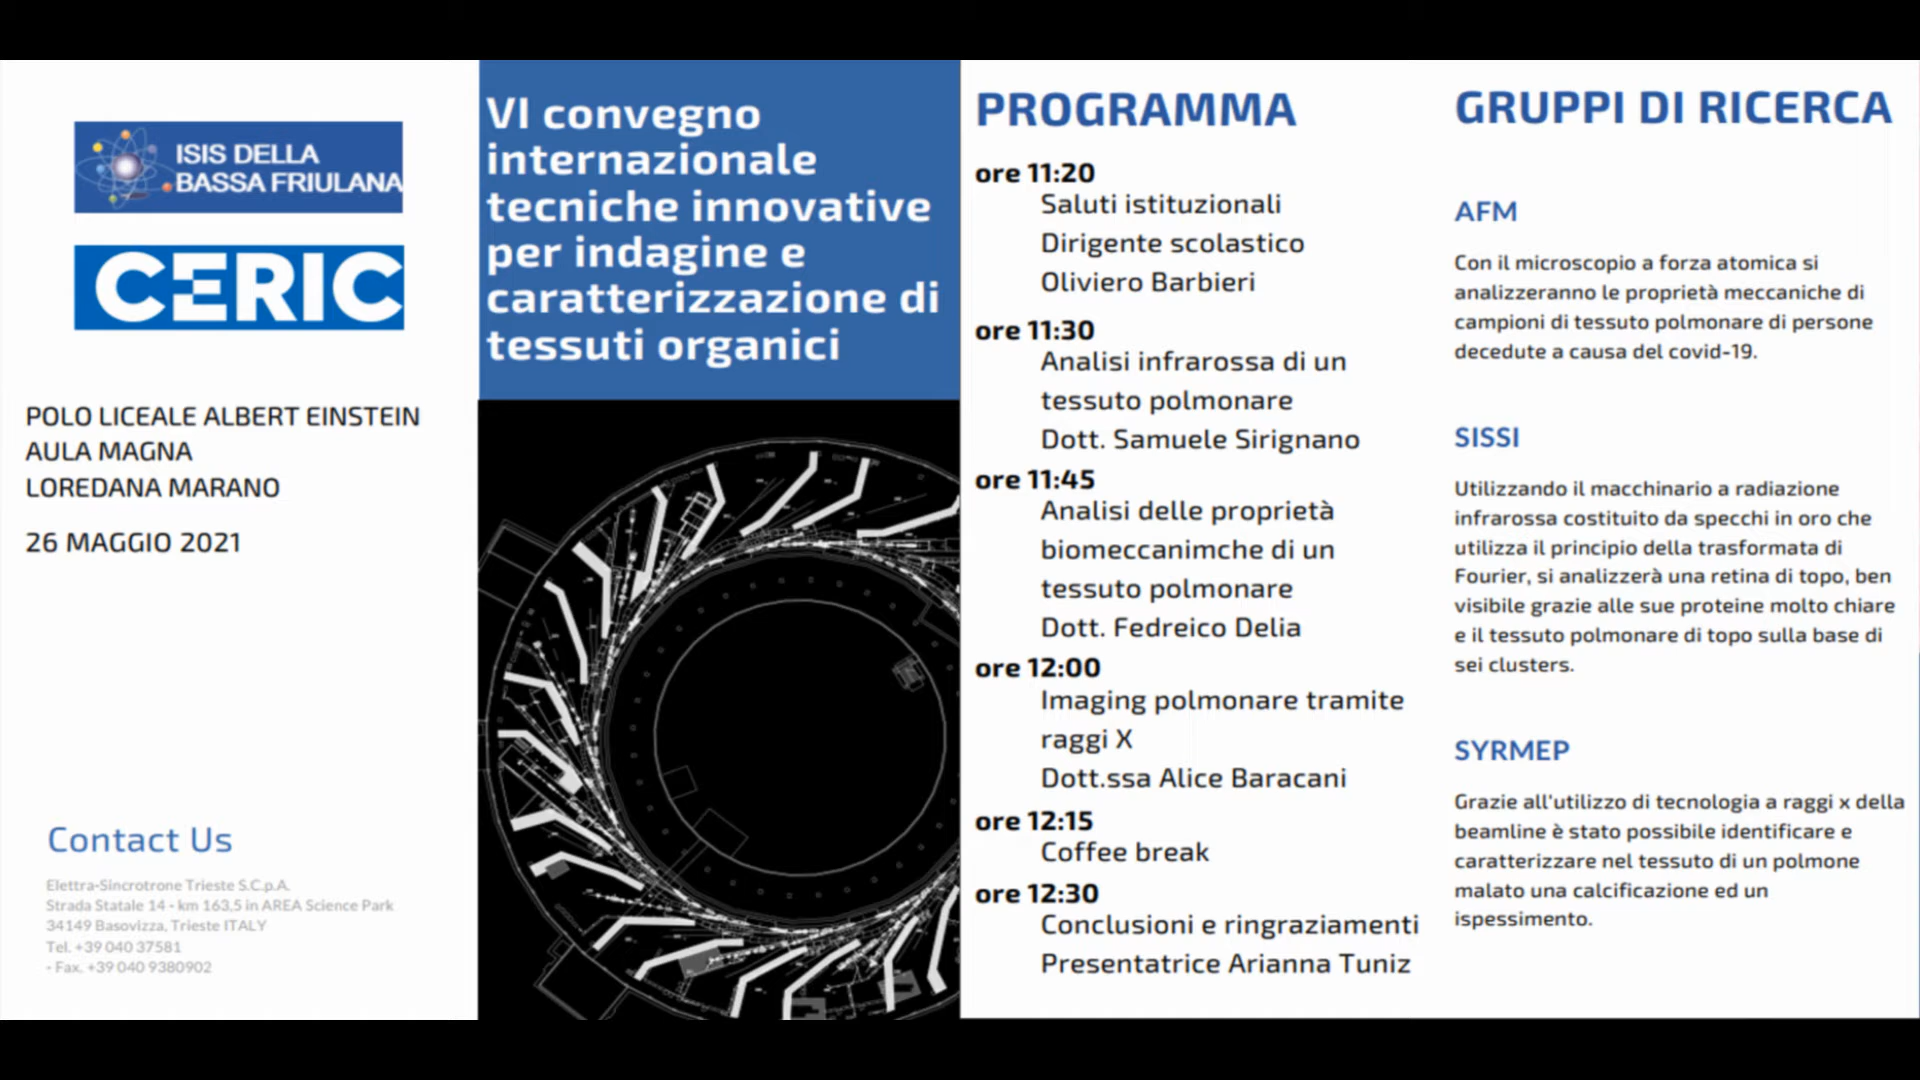 ISIS DELLA
BASSA FRIULANA
CERIC
POLO LICEALE ALBERT EINSTEIN
AULA MAGNA
LOREDANA MARANO
26 MAGGIO 2021
Contact Us
Elettra-Sincrotrone Trieste S.C.p.A.
Strada Statale 14 - km 163,5 in AREA Science Park
34149 Basovizza, Trieste ITALY
Tel. +39 040 37581
- Fax. +39 040 9380902
VI convegno
internazionale
tecniche innovative
per indagine e
caratterizzazione di
tessuti organici
PROGRAMMA
ore 11:20
Saluti istituzionali
Dirigente scolastico
Oliviero Barbieri
ore 11:30
Analisi infrarossa di un
tessuto polmonare
Dott. Samuele Sirignano
ore 11:45
Analisi delle proprietà
biomeccanimche di un
tessuto polmonare
Dott. Fedreico Delia
ore 12:00
Imaging polmonare tramite
raggi X
Dott.ssa Alice Baracani
ore 12:15
Coffee break
ore 12:30
Conclusioni e ringraziamenti
Presentatrice Arianna Tuniz
GRUPPI DI RICERCA
AFM
Con il microscopio a forza atomica si
analizzeranno le proprietà meccaniche di
campioni di tessuto polmonare di persone
decedute a causa del covid-19.
SISSI
Utilizzando il macchinario a radiazione
infrarossa costituito da specchi in oro che
utilizza il principio della trasformata di
Fourier, si analizzerà una retina di topo, ben
visibile grazie alle sue proteine molto chiare
e il tessuto polmonare di topo sulla base di
sei clusters.
SYRMEP
Grazie all'utilizzo di tecnologia a raggi x della
beamline è stato possibile identificare e
caratterizzare nel tessuto di un polmone
malato una calcificazione ed un
ispessimento.